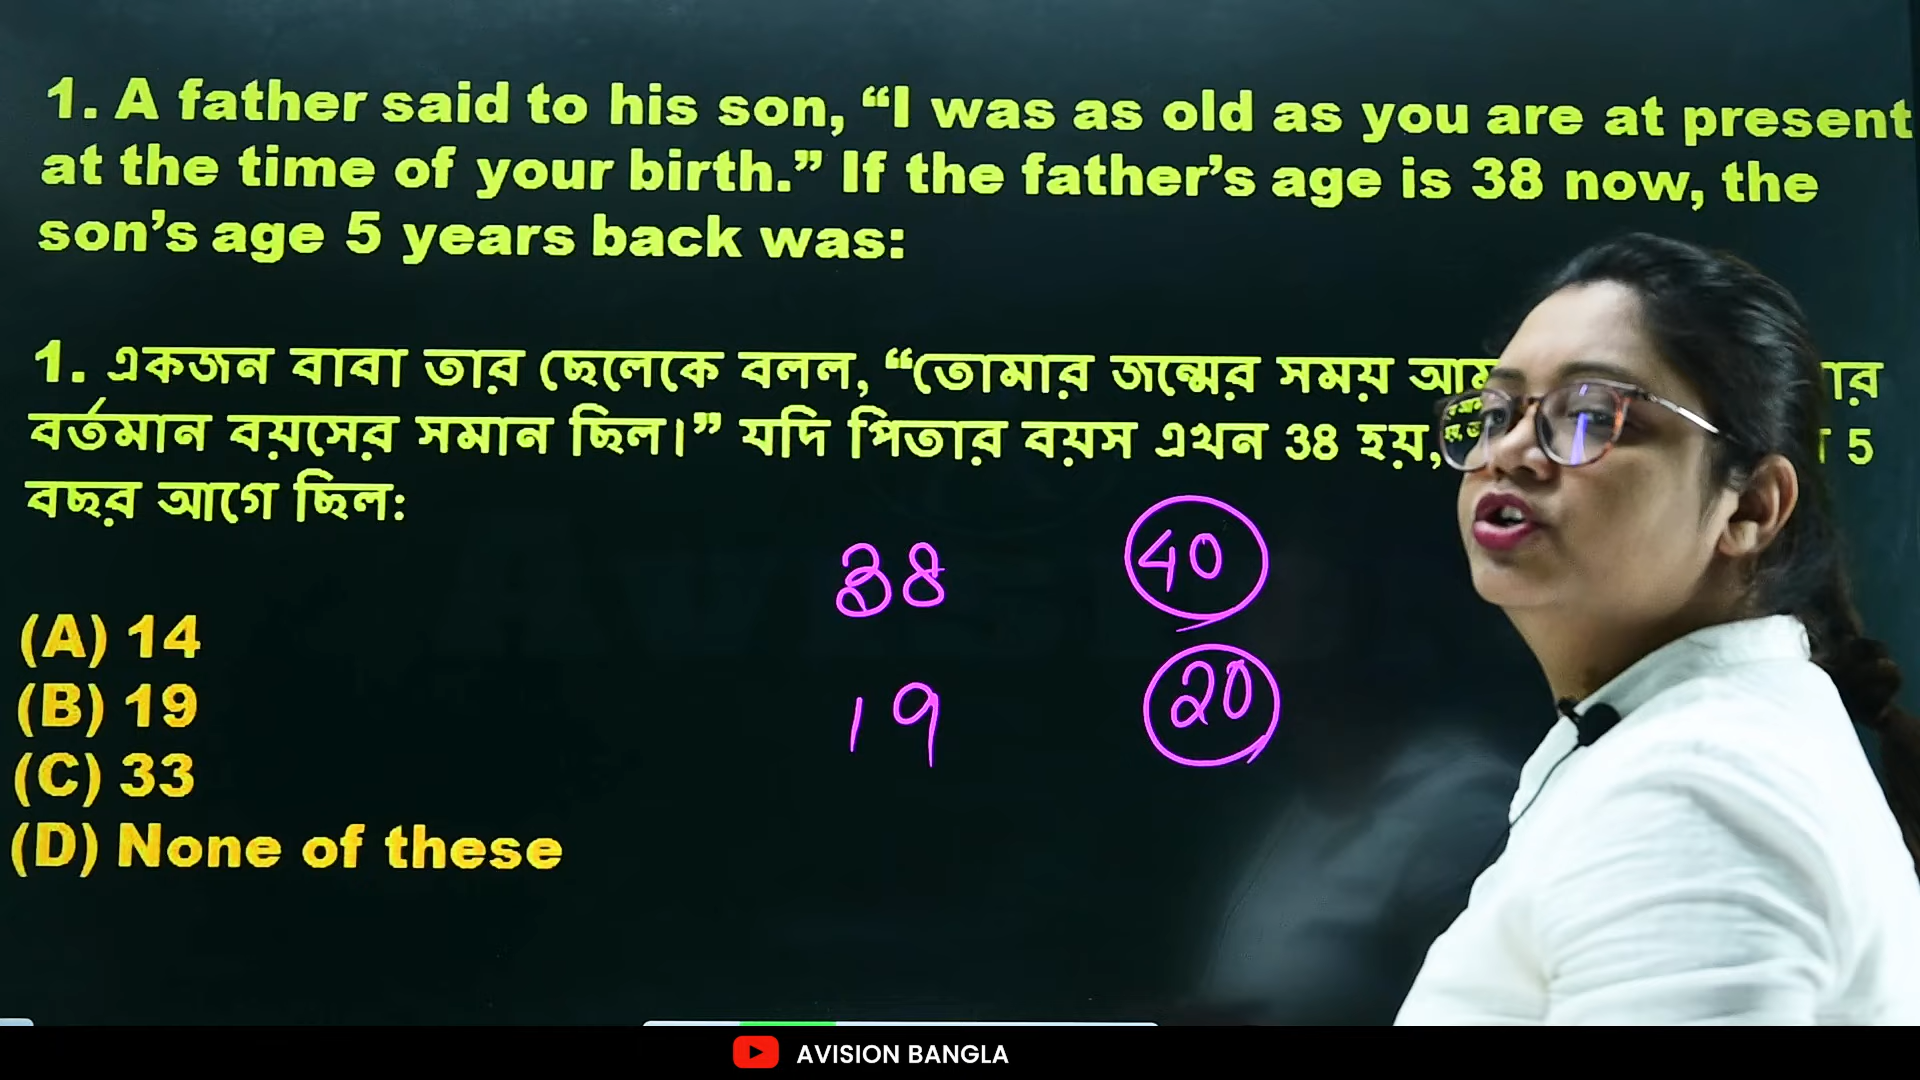 1. A father said to his son, “I was as old as you are at present
at the time of your birth.” If the father’s age is 38 now, the
son’s age 5 years back was:
1. একজন বাবা তার ছেলেকে বলল, “তোমার জন্মের সময়
বর্তমান বয়সের সমান ছিল।” যদি পিতার বয়স এখন 38 হয়, 5
বছর আগে ছিল:
38 40
(A) 14
(B) 19
19 20
(C) 33
(D) None of these
AVISION BANGLA